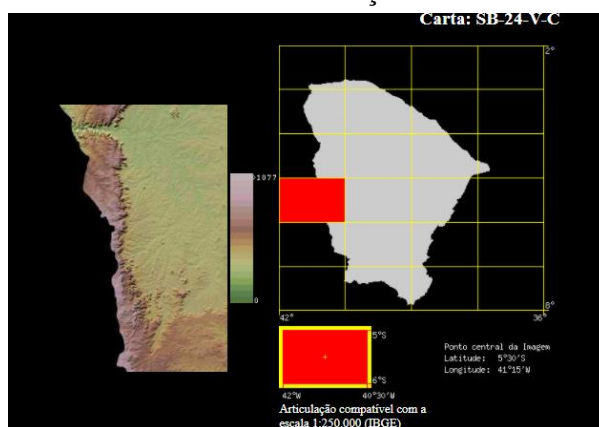 Carta: SB-24-V-C
2°
1077
0
8°
42°
36°
5°S
6°S
42°W 40°30'W
Ponto central da Imagem
Latitude: 5°30'S
Longitude: 41°15'W
Articulação compatível com a
escala 1:250.000 (IBGE)